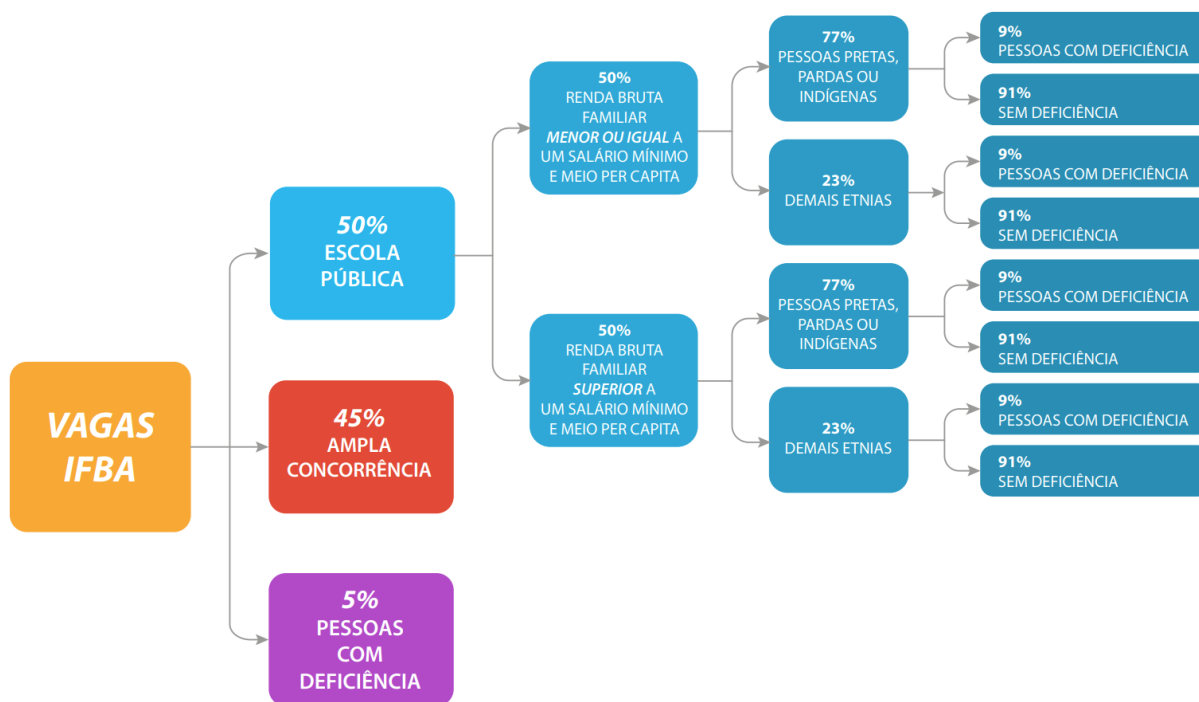 VAGAS
IFBA
50%
ESCOLA
PÚBLICA
45%
AMPLA
CONCORRÊNCIA
5%
PESSOAS
COM
DEFICIÊNCIA
50%
RENDA BRUTA
FAMILIAR
MENOR OU IGUAL A
UM SALÁRIO MÍNIMO
E MEIO PER CAPITA
50%
RENDA BRUTA
FAMILIAR
SUPERIOR A
UM SALÁRIO MÍNIMO
E MEIO PER CAPITA
77%
PESSOAS PRETAS,
PARDAS OU
INDÍGENAS
23%
DEMAIS ETNIAS
77%
PESSOAS PRETAS,
PARDAS OU
INDÍGENAS
23%
DEMAIS ETNIAS
9%
PESSOAS COM DEFICIÊNCIA
91%
SEM DEFICIÊNCIA
9%
PESSOAS COM DEFICIÊNCIA
91%
SEM DEFICIÊNCIA
9%
PESSOAS COM DEFICIÊNCIA
91%
SEM DEFICIÊNCIA
9%
PESSOAS COM DEFICIÊNCIA
91%
SEM DEFICIÊNCIA